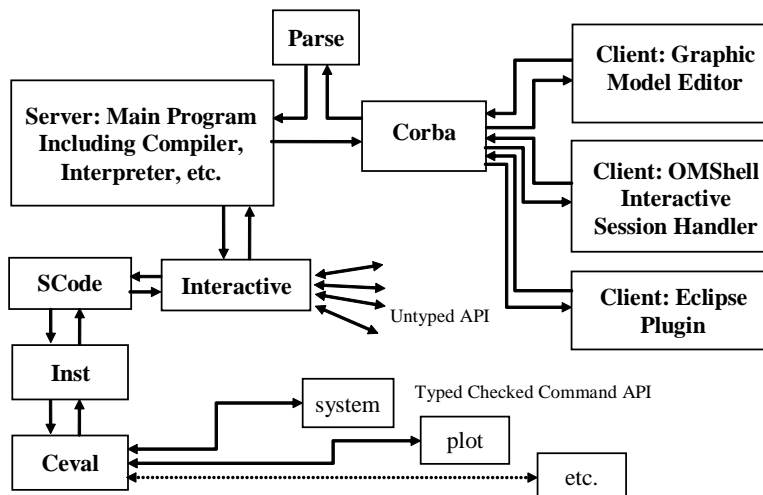 Parse
Client: Graphic
Model Editor
Server: Main Program
Including Compiler,
Interpreter, etc.
Corba
Client: OMShell
Interactive
Session Handler
SCode
Interactive
Untyped API
Client: Eclipse
Plugin
Inst
system
Typed Checked Command API
Ceval
plot
etc.